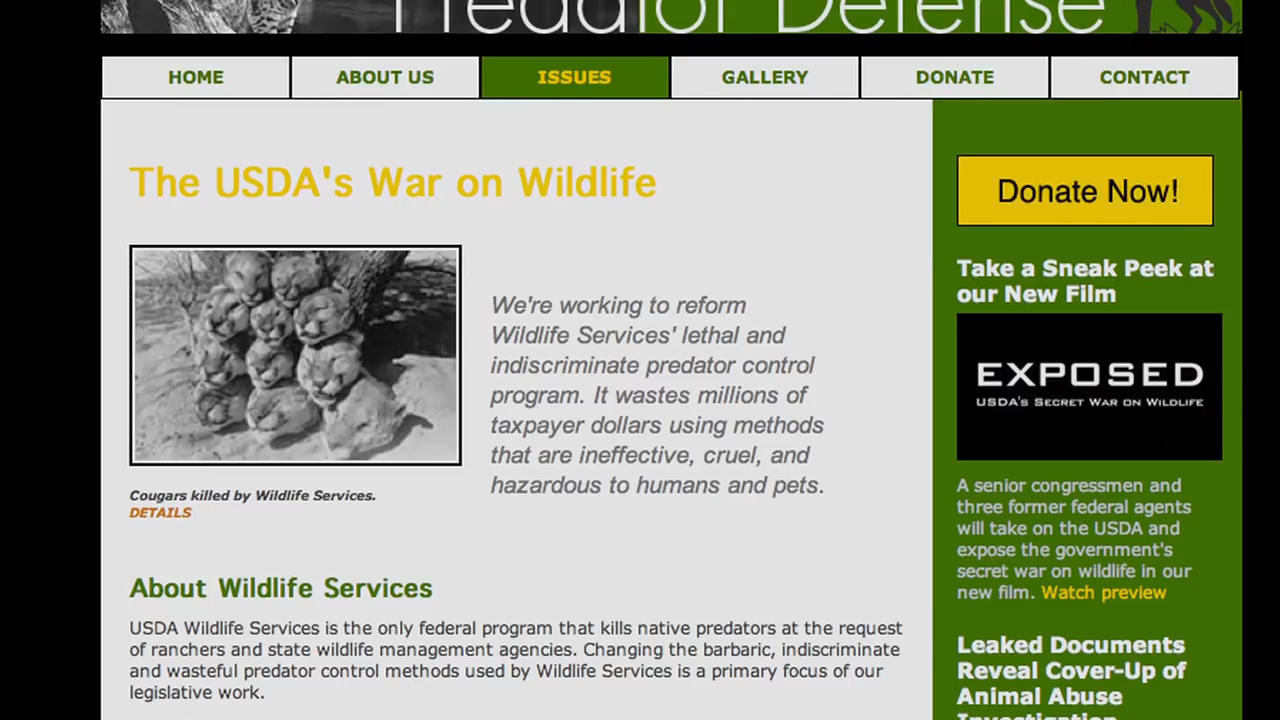 Predator Defense
HOME
ABOUT US
ISSUES
GALLERY
DONATE
CONTACT
The USDA's War on Wildlife
We're working to reform
Wildlife Services' lethal and
indiscriminate predator control
program. It wastes millions of
taxpayer dollars using methods
that are ineffective, cruel, and
hazardous to humans and pets.
Cougars killed by Wildlife Services.
DETAILS
About Wildlife Services
USDA Wildlife Services is the only federal program that kills native predators at the request
of ranchers and state wildlife management agencies. Changing the barbaric, indiscriminate
and wasteful predator control methods used by Wildlife Services is a primary focus of our
legislative work.
Donate Now!
Take a Sneak Peek at
our New Film
EXPOSED
USDA's Secret War on Wildlife
A senior congressmen and
three former federal agents
will take on the USDA and
expose the government's
secret war on wildlife in our
new film. Watch preview
Leaked Documents
Reveal Cover-Up of
Animal Abuse
Investigation